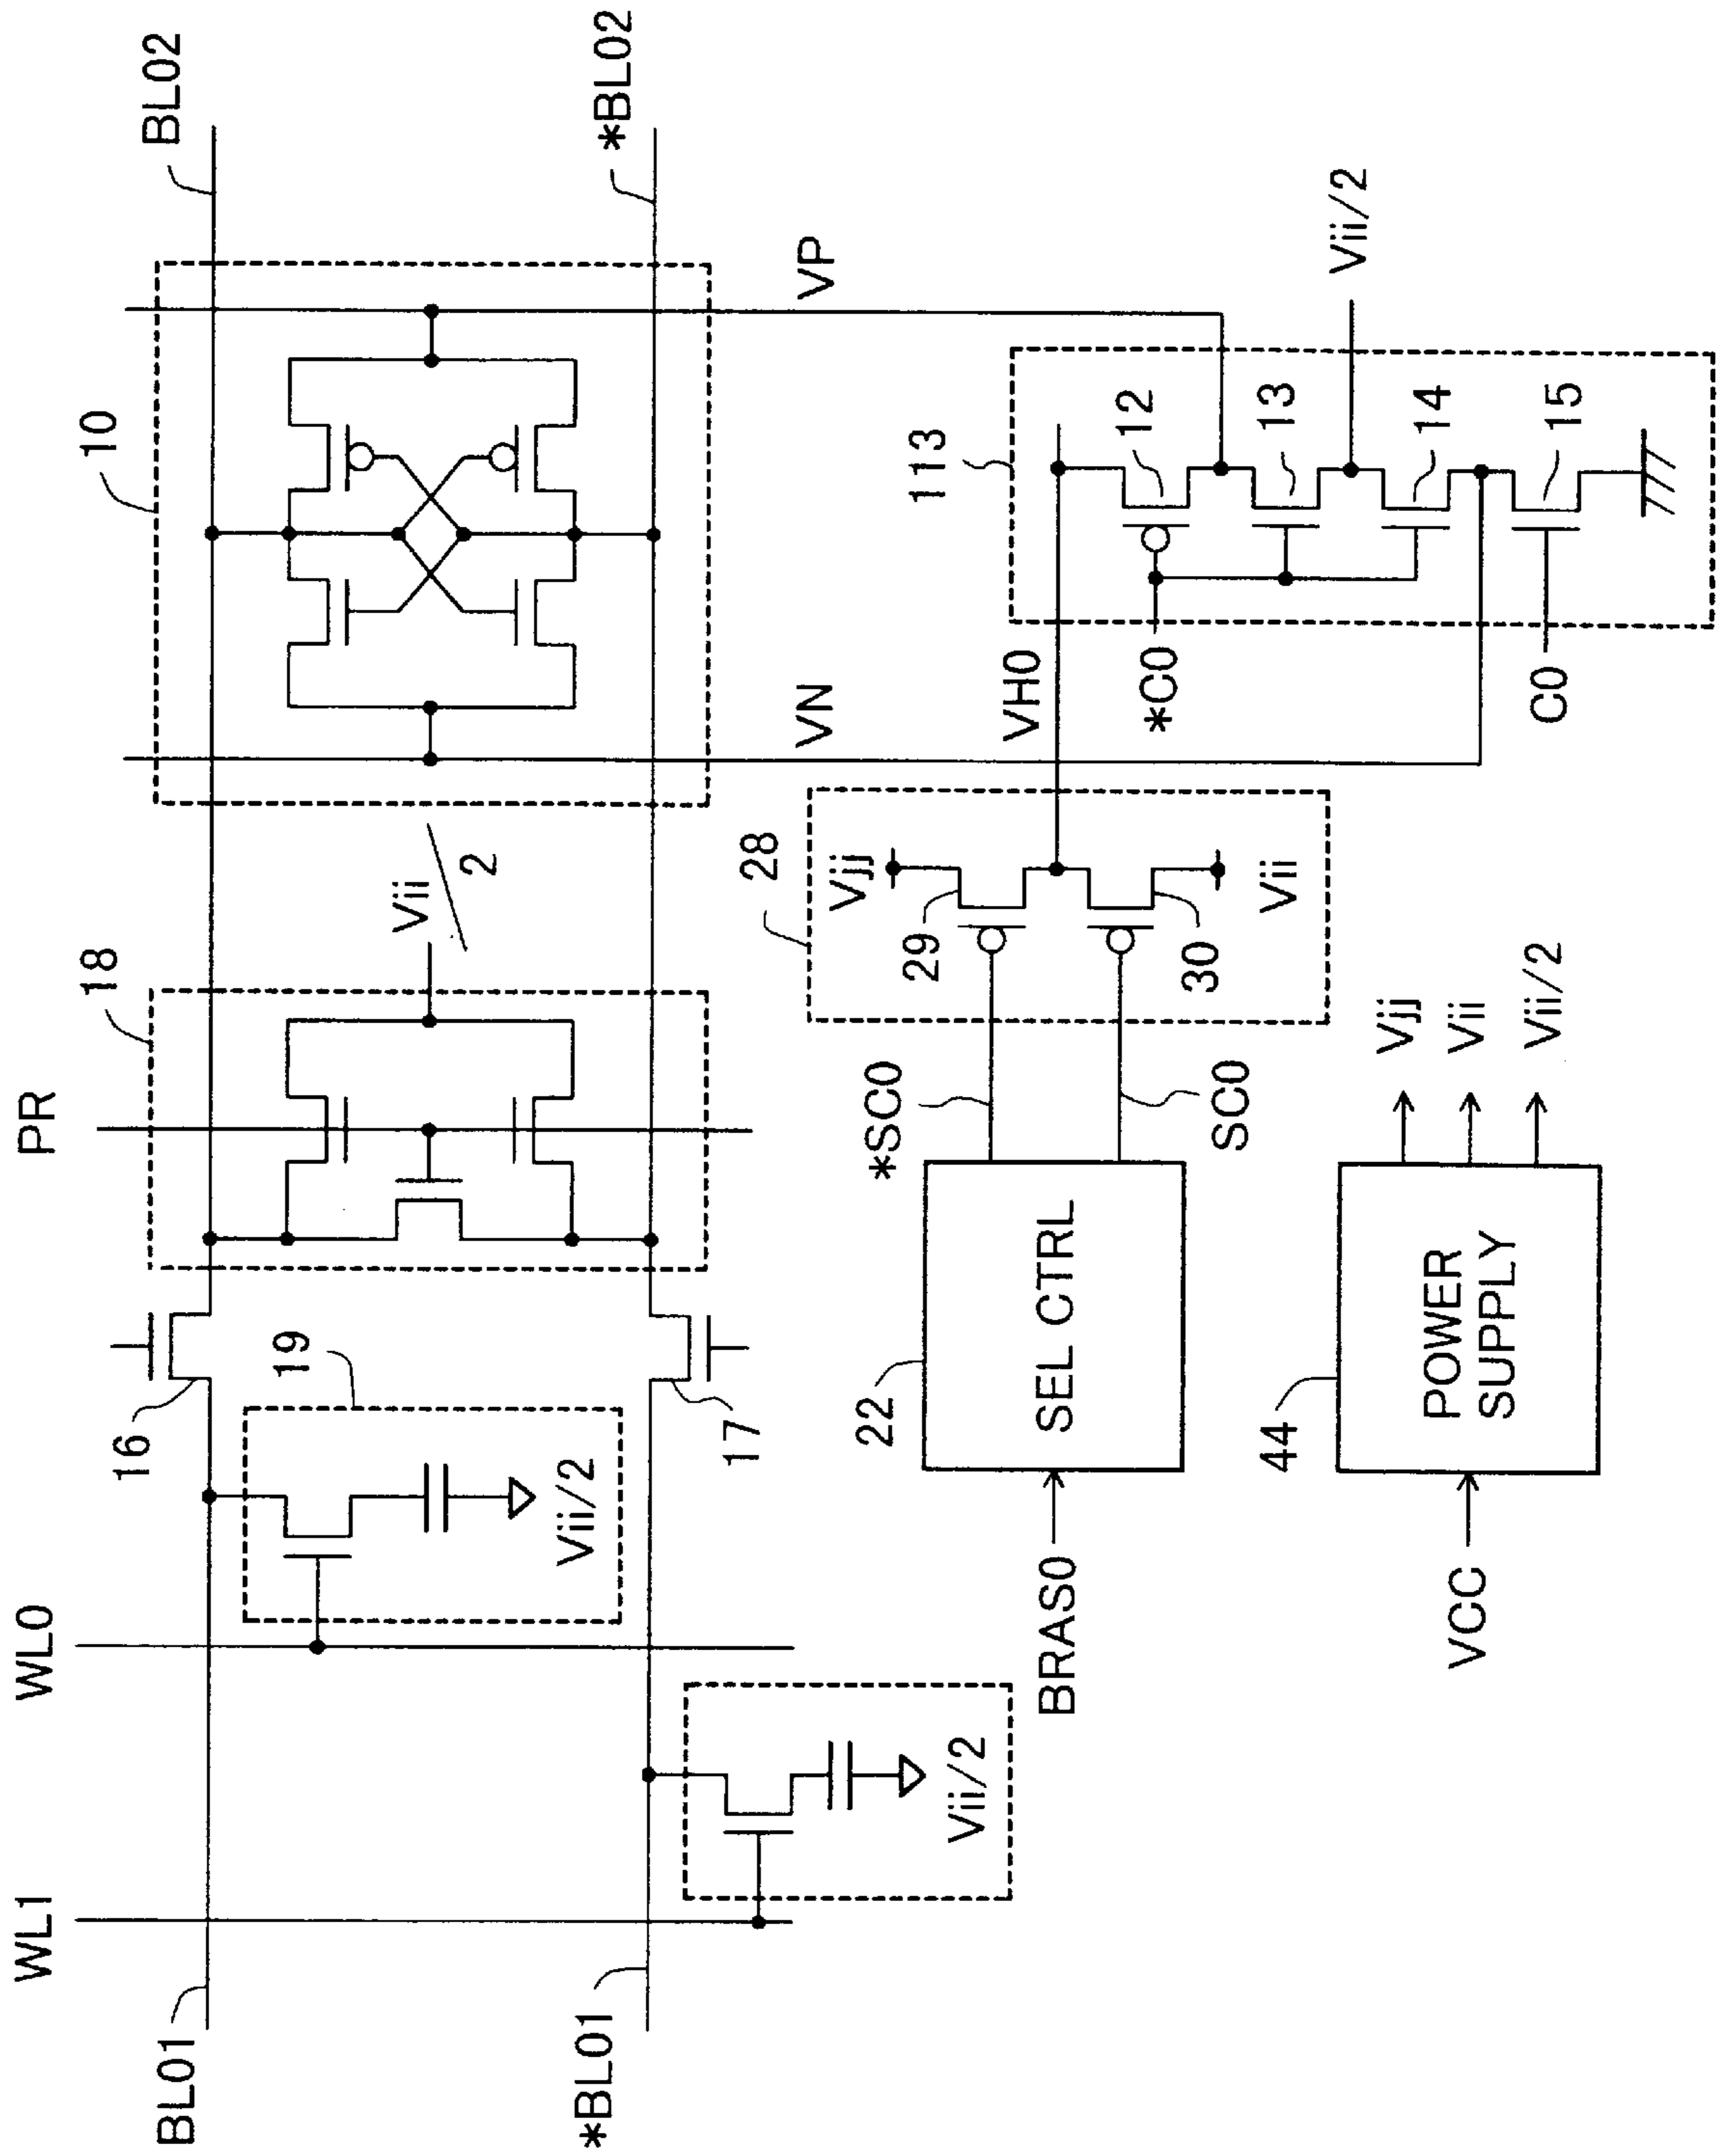 BL02
*BL02
10
VP
VN
Vii/2
113
12
13
14
15
VH0
*C0
C0
Vii
2
18
PR
28
Vjj
29
30
Vii
*SC0
SC0
22
SEL CTRL
BRAS0
Vjj
Vii
Vii/2
44
POWER
SUPPLY
VCC
16
17
19
Vii/2
WL0
Vii/2
WL1
BL01
*BL01